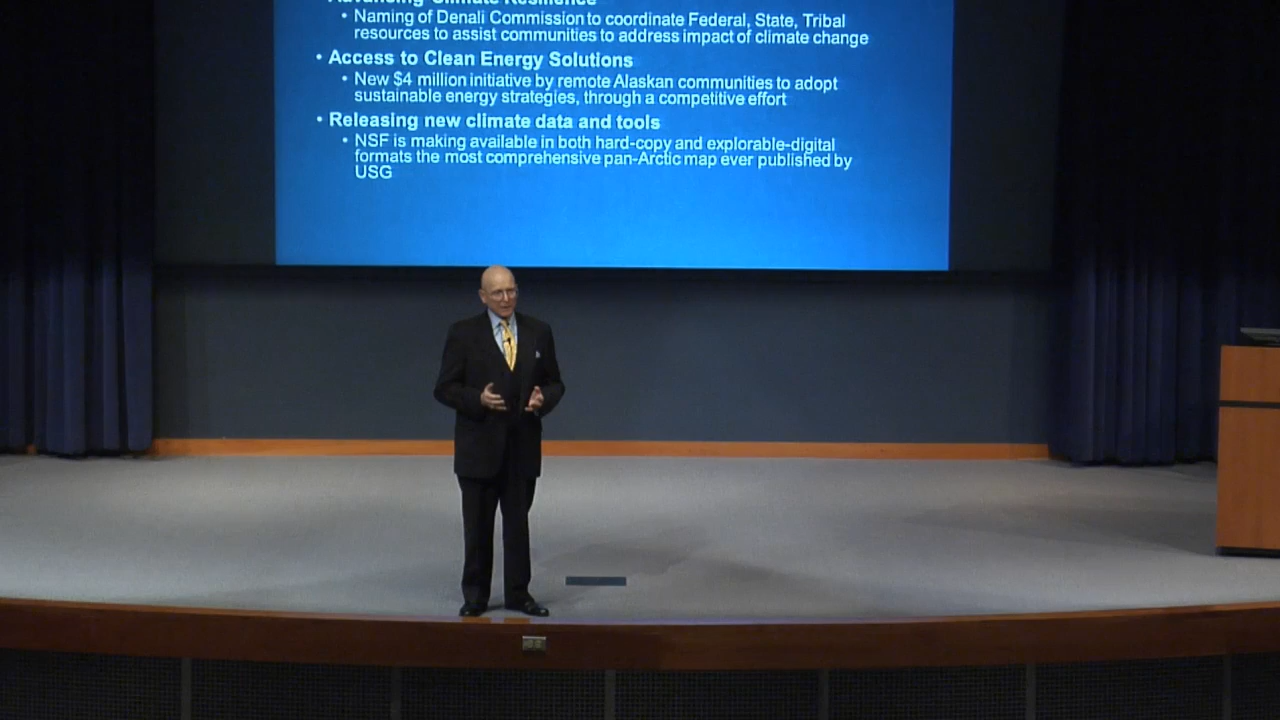 Advancing Climate Resilience
• Naming of Denali Commission to coordinate Federal, State, Tribal
resources to assist communities to address impact of climate change
• Access to Clean Energy Solutions
• New $4 million initiative by remote Alaskan communities to adopt
sustainable energy strategies, through a competitive effort
• Releasing new climate data and tools
• NSF is making available in both hard-copy and explorable-digital
formats the most comprehensive pan-Arctic map ever published by
USG